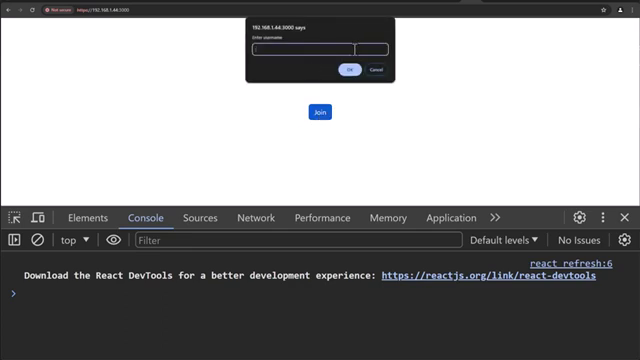 Not secure https://192.168.1.44:3000
192.168.1.44:3000 says
Enter username
OK Cancel
Join
Elements Console Sources Network Performance Memory Application
top Filter Default levels No Issues
react refresh:6
Download the React DevTools for a better development experience: https://reactjs.org/link/react-devtools